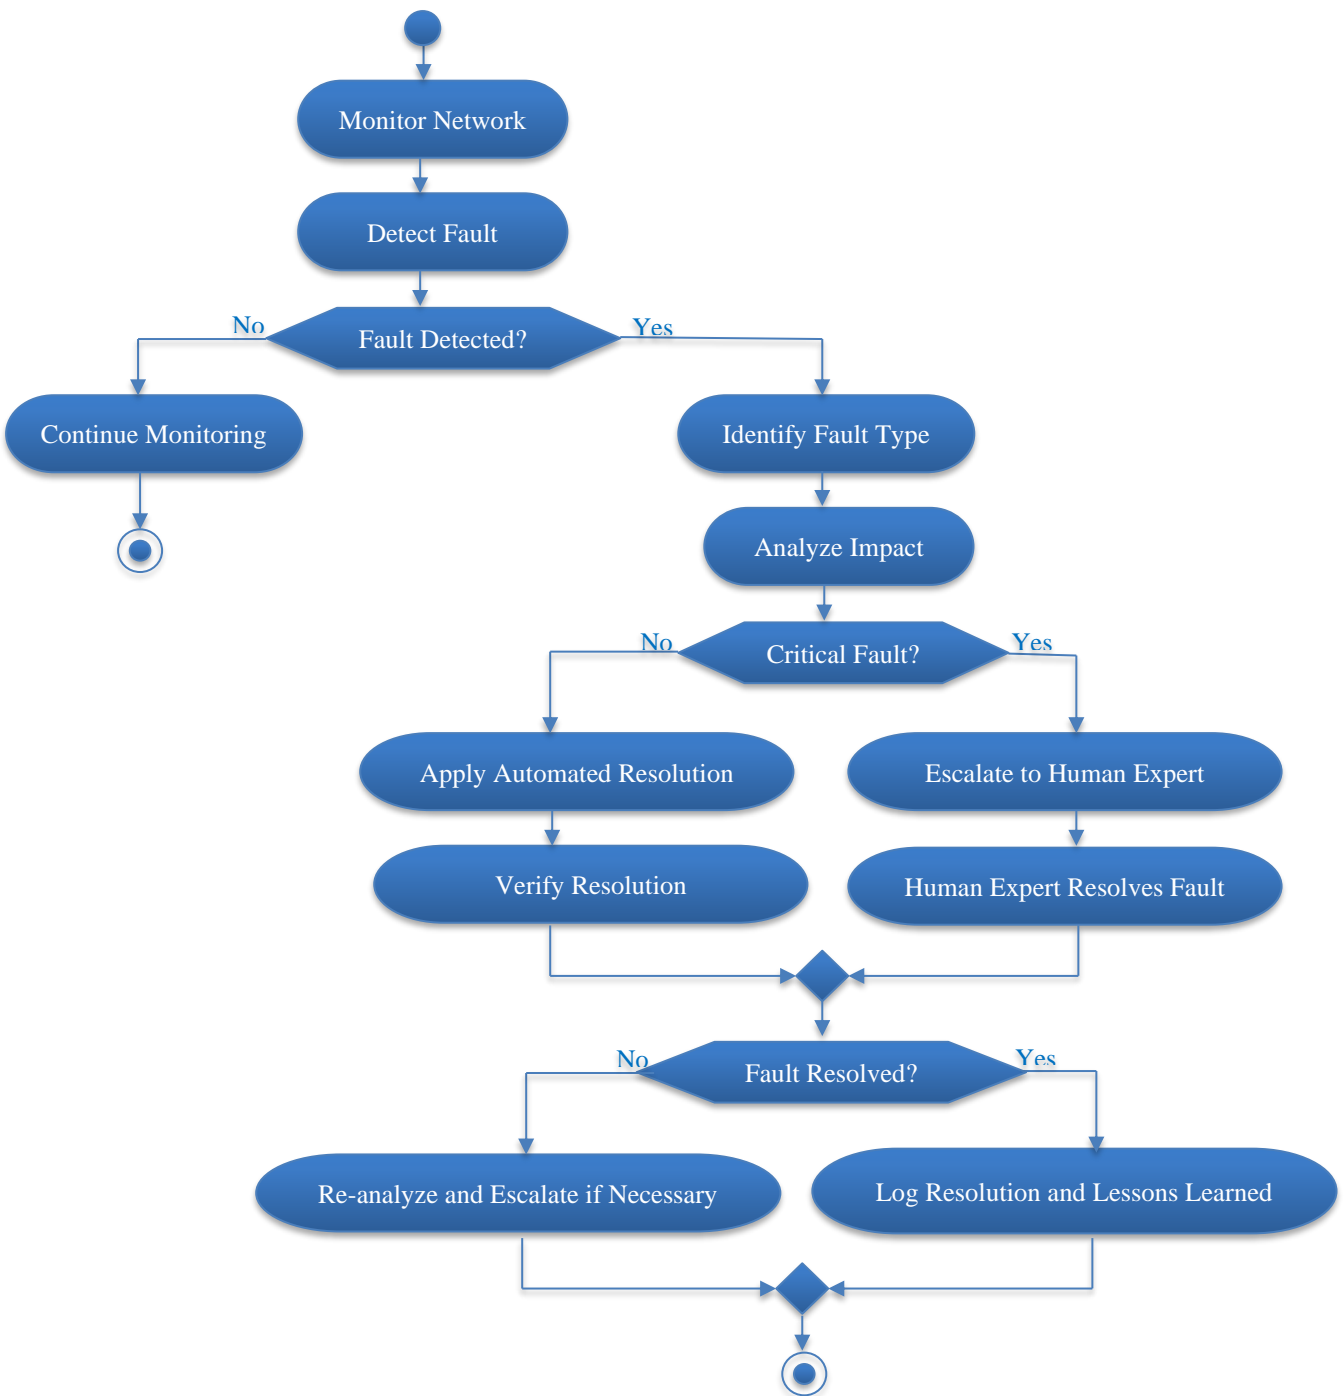 Monitor Network
Detect Fault
No
Yes
Fault Detected?
Continue Monitoring
Identify Fault Type
Analyze Impact
No
Yes
Critical Fault?
Apply Automated Resolution
Escalate to Human Expert
Verify Resolution
Human Expert Resolves Fault
No
Yes
Fault Resolved?
Re-analyze and Escalate if Necessary
Log Resolution and Lessons Learned